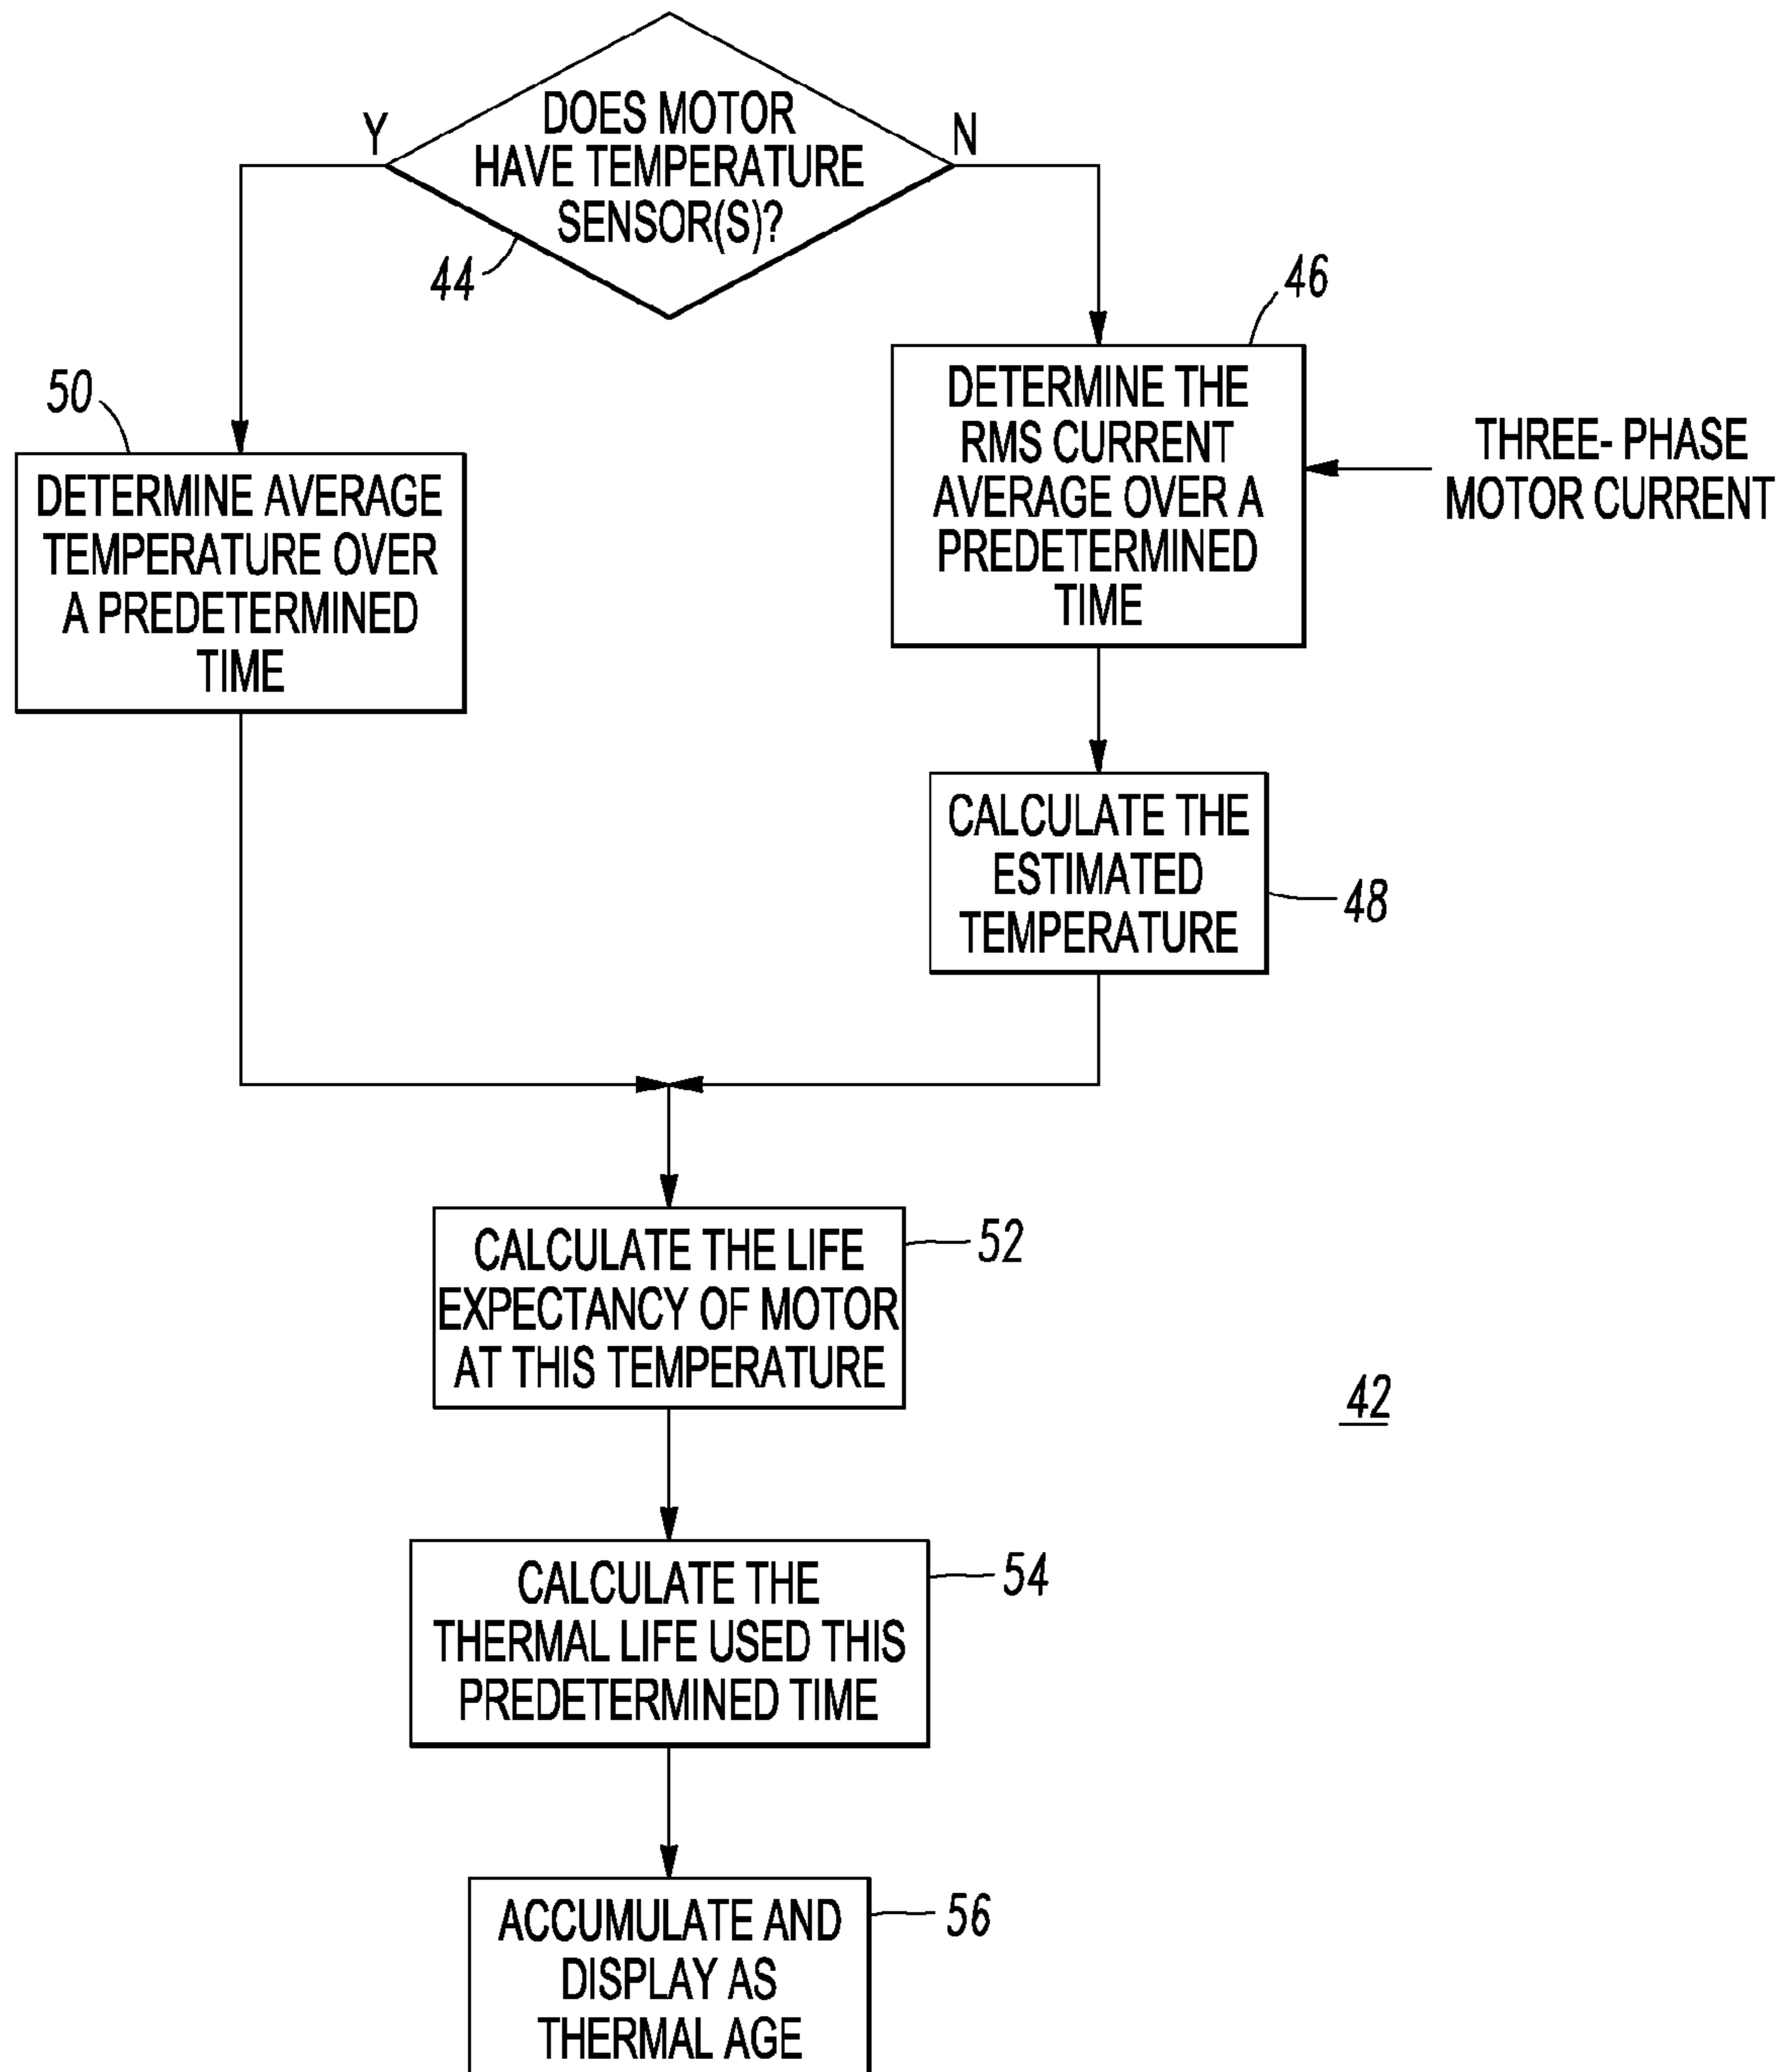 DOES MOTOR
HAVE TEMPERATURE
SENSOR(S)?
Y
N
44
46
DETERMINE THE
RMS CURRENT
AVERAGE OVER A
PREDETERMINED
TIME
THREE- PHASE
MOTOR CURRENT
50
DETERMINE AVERAGE
TEMPERATURE OVER
A PREDETERMINED
TIME
CALCULATE THE
ESTIMATED
TEMPERATURE
48
CALCULATE THE LIFE
EXPECTANCY OF MOTOR
AT THIS TEMPERATURE
52
42
CALCULATE THE
THERMAL LIFE USED THIS
PREDETERMINED TIME
54
ACCUMULATE AND
DISPLAY AS
THERMAL AGE
56